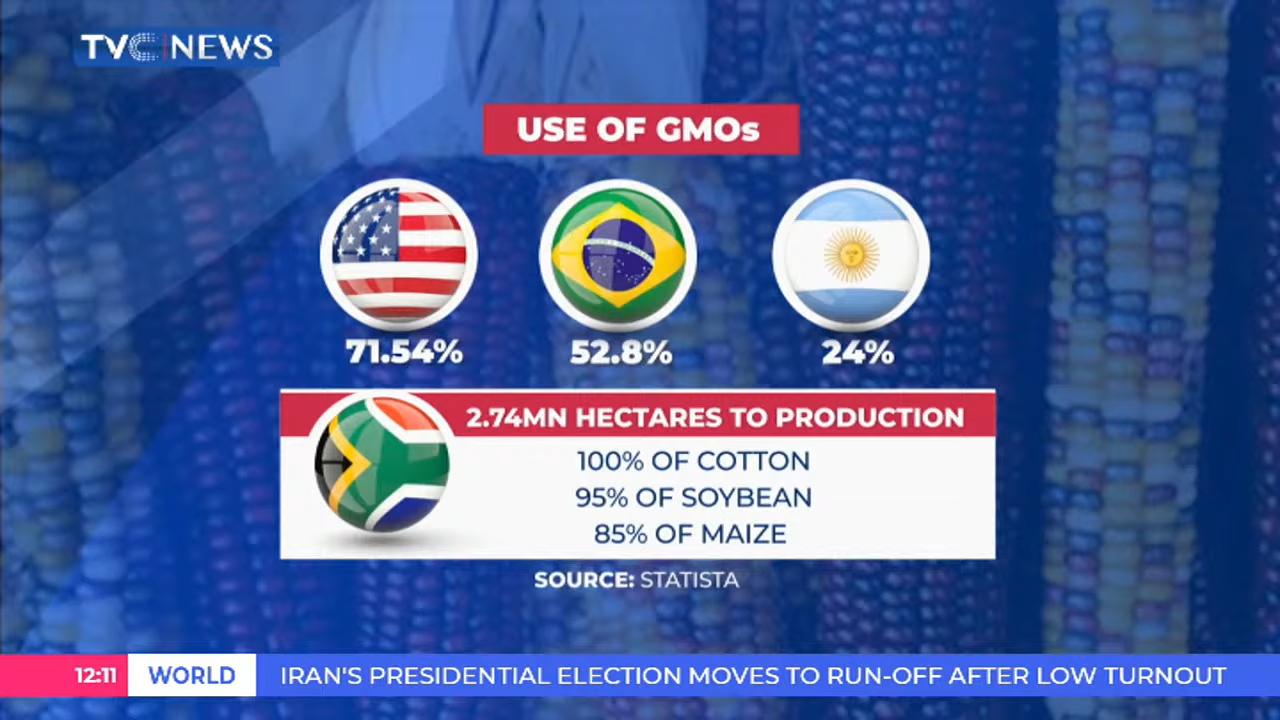 TVC NEWS
USE OF GMOs
71.54% 52.8% 24%
2.74MN HECTARES TO PRODUCTION
100% OF COTTON
95% OF SOYBEAN
85% OF MAIZE
SOURCE: STATISTA
12:11 WORLD IRAN'S PRESIDENTIAL ELECTION MOVES TO RUN-OFF AFTER LOW TURNOUT